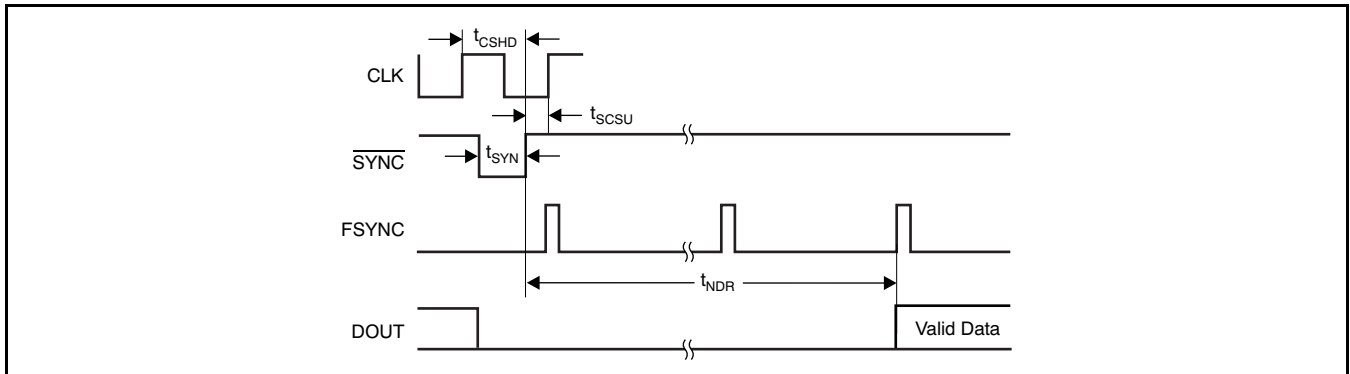 tCSHD
CLK
tSCSU
SYNC
tSYN
FSYNC
tNDR
DOUT
Valid Data